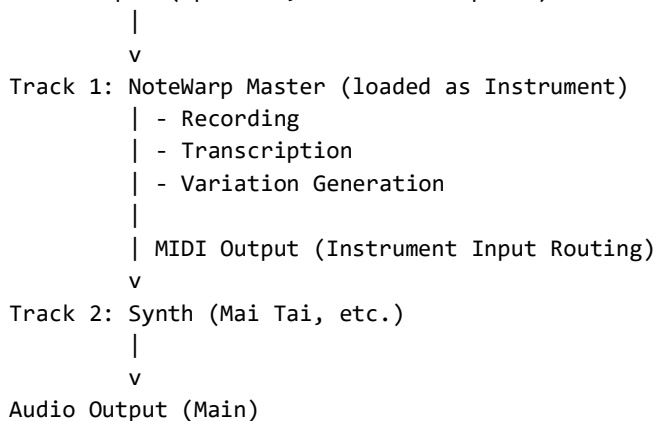 |
v
Track 1: NoteWarp Master (loaded as Instrument)
| - Recording
| - Transcription
| - Variation Generation
|
| MIDI Output (Instrument Input Routing)
v
Track 2: Synth (Mai Tai, etc.)
|
v
Audio Output (Main)